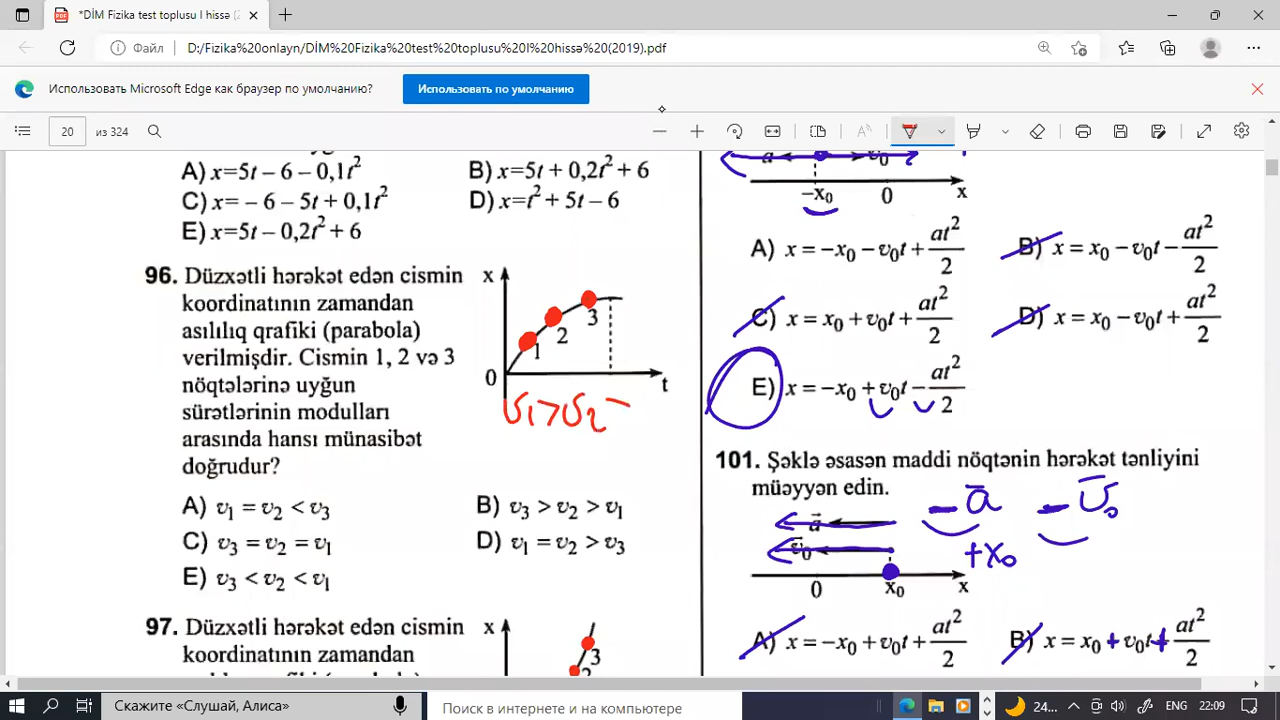 *DİM Fizika test toplusu I hissə (2
Файл
D:/Fizika%20onlayn/DİM%20Fizika%20test%20toplusu%20I%20hissə%20(2019).pdf
Использовать Microsoft Edge как браузер по умолчанию?
Использовать по умолчанию
20 из 324
A) x=5t – 6 – 0,1t²
B) x=5t + 0,2t² + 6
C) x= – 6 – 5t + 0,1t²
D) x=t² + 5t – 6
E) x=5t – 0,2t² + 6
96. Düzxətli hərəkət edən cismin
koordinatının zamandan
asılılıq qrafiki (parabola)
verilmişdir. Cismin 1, 2 və 3
nöqtələrinə uyğun
sürətlərinin modulları
arasında hansı münasibət
doğrudur?
x
1
2
3
0
t
υ₁>υ₂
A) υ₁ = υ₂ < υ₃
B) υ₃ > υ₂ > υ₁
C) υ₃ = υ₂ = υ₁
D) υ₁ = υ₂ > υ₃
E) υ₃ < υ₂ < υ₁
97. Düzxətli hərəkət edən cismin
koordinatının zamandan
x
3
a
υ₀
–x₀
0
x
A) x = –x₀ – υ₀t + at²/2
B) x = x₀ – υ₀t – at²/2
C) x = x₀ + υ₀t + at²/2
D) x = x₀ – υ₀t + at²/2
E) x = –x₀ + υ₀t – at²/2
101. Şəklə əsasən maddi nöqtənin hərəkət tənliyini
müəyyən edin.
– a
– υ₀
+x₀
a
υ₀
0
x₀
x
A) x = –x₀ + υ₀t + at²/2
B) x = x₀ + υ₀t + at²/2
Скажите «Слушай, Алиса»
Поиск в интернете и на компьютере
24...
ENG
22:09